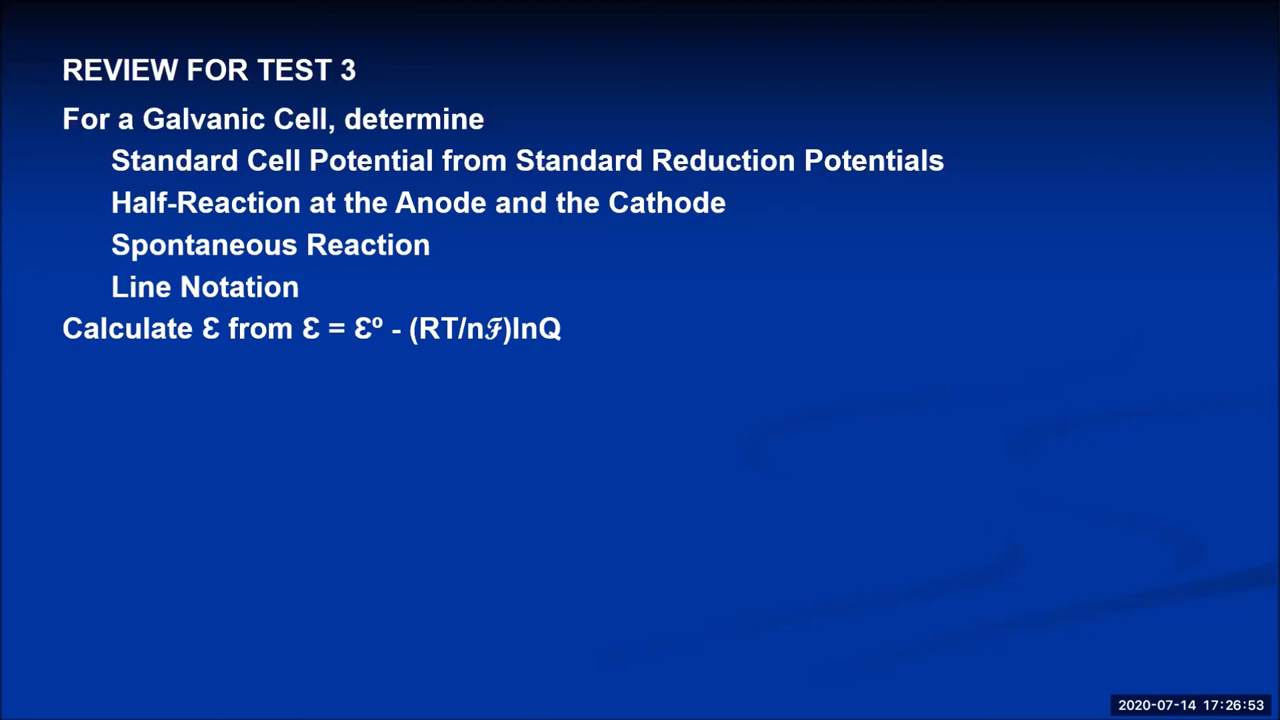 REVIEW FOR TEST 3
For a Galvanic Cell, determine
Standard Cell Potential from Standard Reduction Potentials
Half-Reaction at the Anode and the Cathode
Spontaneous Reaction
Line Notation
Calculate Ɛ from Ɛ = Ɛº - (RT/nℱ)lnQ
2020-07-14 17:26:53